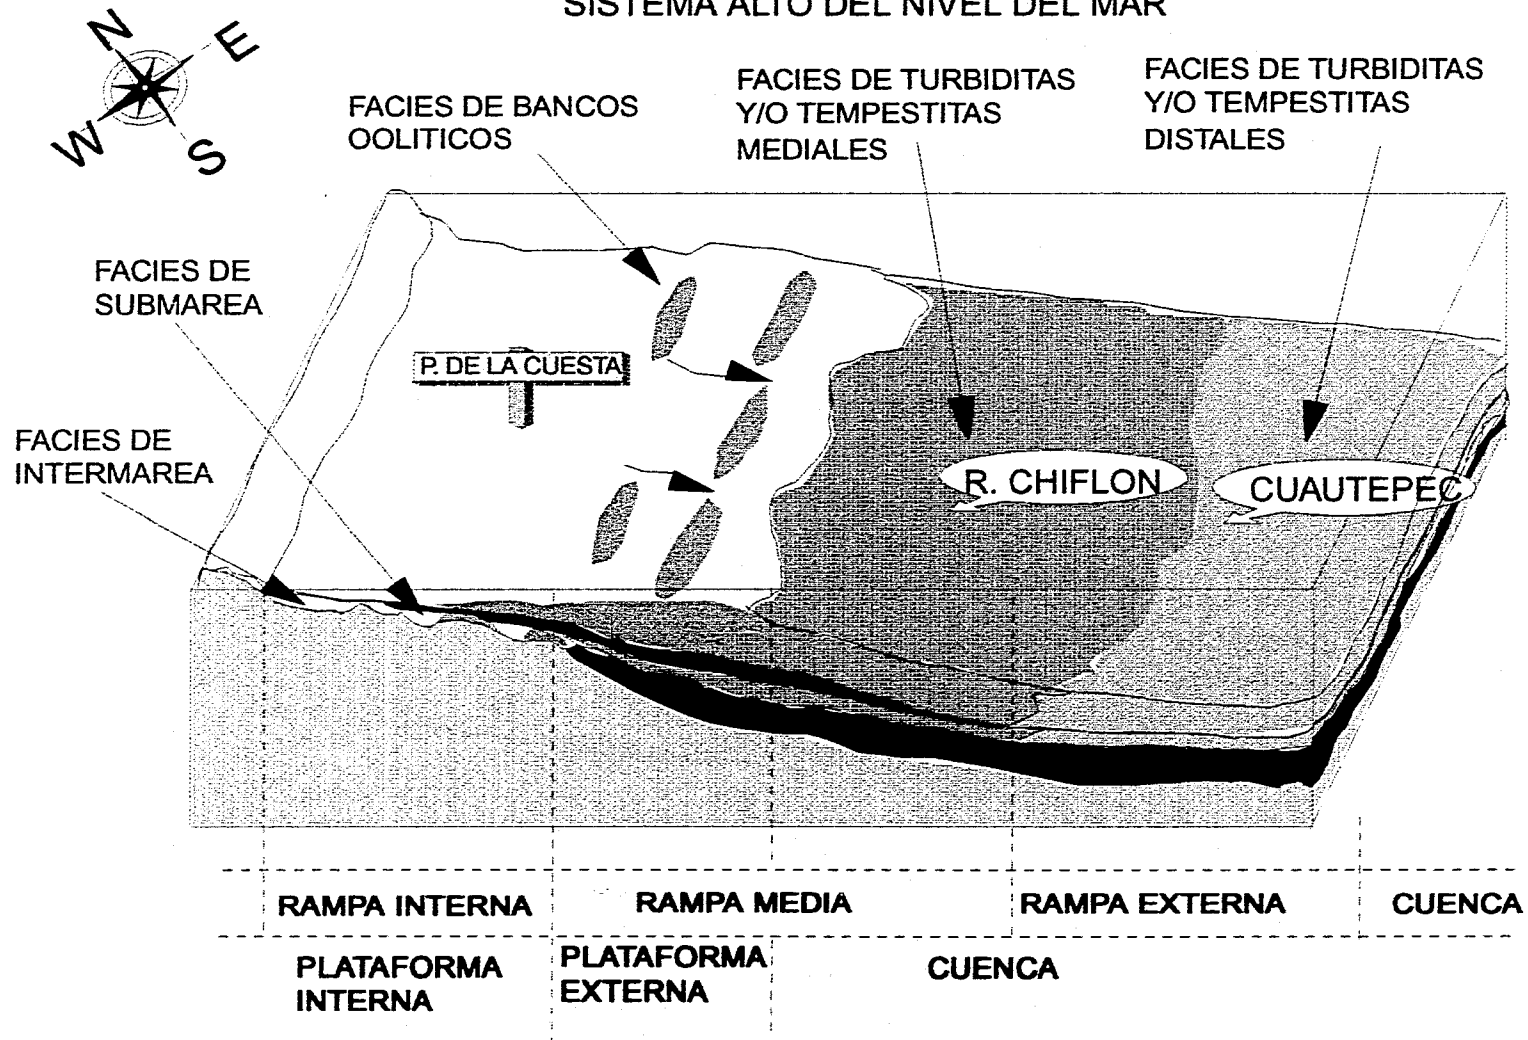 SISTEMA ALTO DEL NIVEL DEL MAR
N
E
W
S
FACIES DE BANCOS
OOLITICOS
FACIES DE TURBIDITAS
Y/O TEMPESTITAS
MEDIALES
FACIES DE TURBIDITAS
Y/O TEMPESTITAS
DISTALES
FACIES DE
SUBMAREA
P. DE LA CUESTA
FACIES DE
INTERMAREA
R. CHIFLON
CUAUTEPEC
RAMPA INTERNA
RAMPA MEDIA
RAMPA EXTERNA
CUENCA
PLATAFORMA
INTERNA
PLATAFORMA
EXTERNA
CUENCA